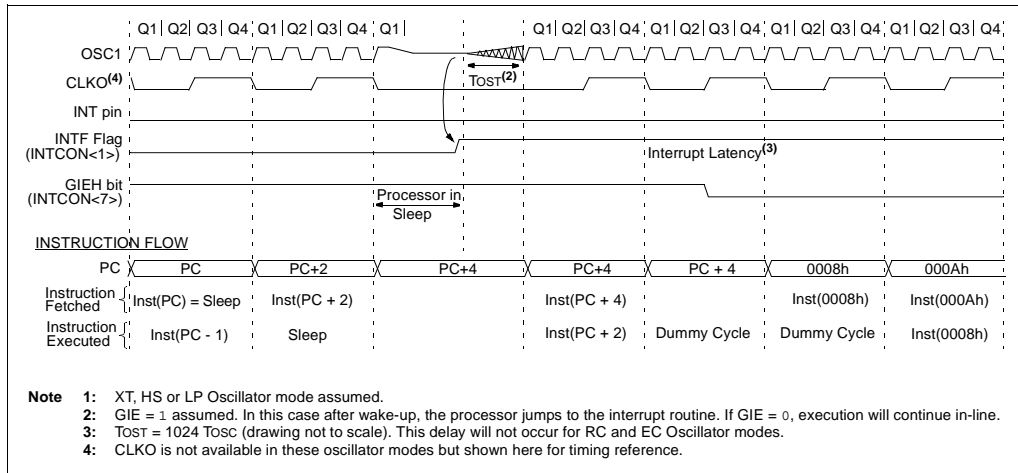 Q1 Q2 Q3 Q4 Q1 Q2 Q3 Q4 Q1 Q1 Q2 Q3 Q4 Q1 Q2 Q3 Q4 Q1 Q2 Q3 Q4 Q1 Q2 Q3 Q4
OSC1
CLKO(4)
TOST(2)
INT pin
INTF Flag
(INTCON<1>)
Interrupt Latency(3)
GIEH bit
(INTCON<7>)
Processor in
Sleep
INSTRUCTION FLOW
PC PC PC+2 PC+4 PC+4 PC + 4 0008h 000Ah
Instruction
Fetched
Inst(PC) = Sleep Inst(PC + 2) Inst(PC + 4) Inst(0008h) Inst(000Ah)
Instruction
Executed
Inst(PC - 1) Sleep Inst(PC + 2) Dummy Cycle Dummy Cycle Inst(0008h)
Note 1: XT, HS or LP Oscillator mode assumed.
2: GIE = 1 assumed. In this case after wake-up, the processor jumps to the interrupt routine. If GIE = 0, execution will continue in-line.
3: TOST = 1024 TOSC (drawing not to scale). This delay will not occur for RC and EC Oscillator modes.
4: CLKO is not available in these oscillator modes but shown here for timing reference.